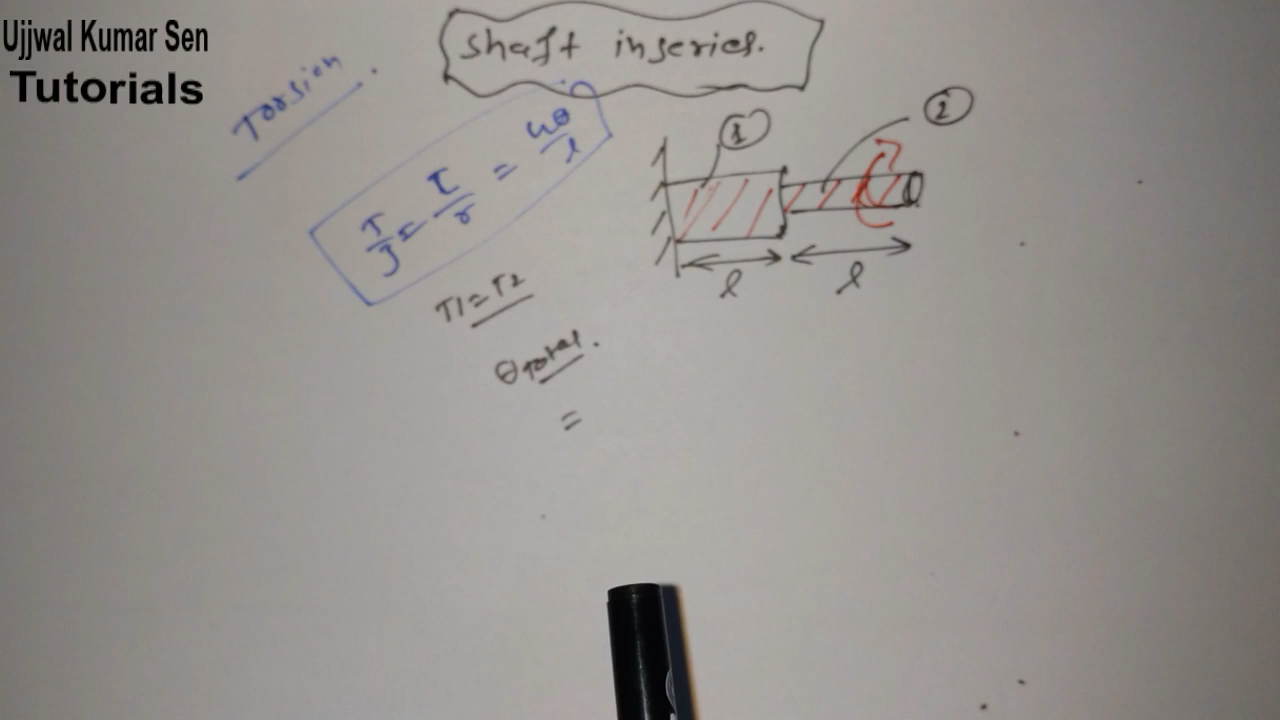 Ujjwal Kumar Sen
Tutorials
Shaft in series.
Torsion.
T/J = τ/r = Gθ/l
1
2
l
l
T1 = T2
θTotal.
=